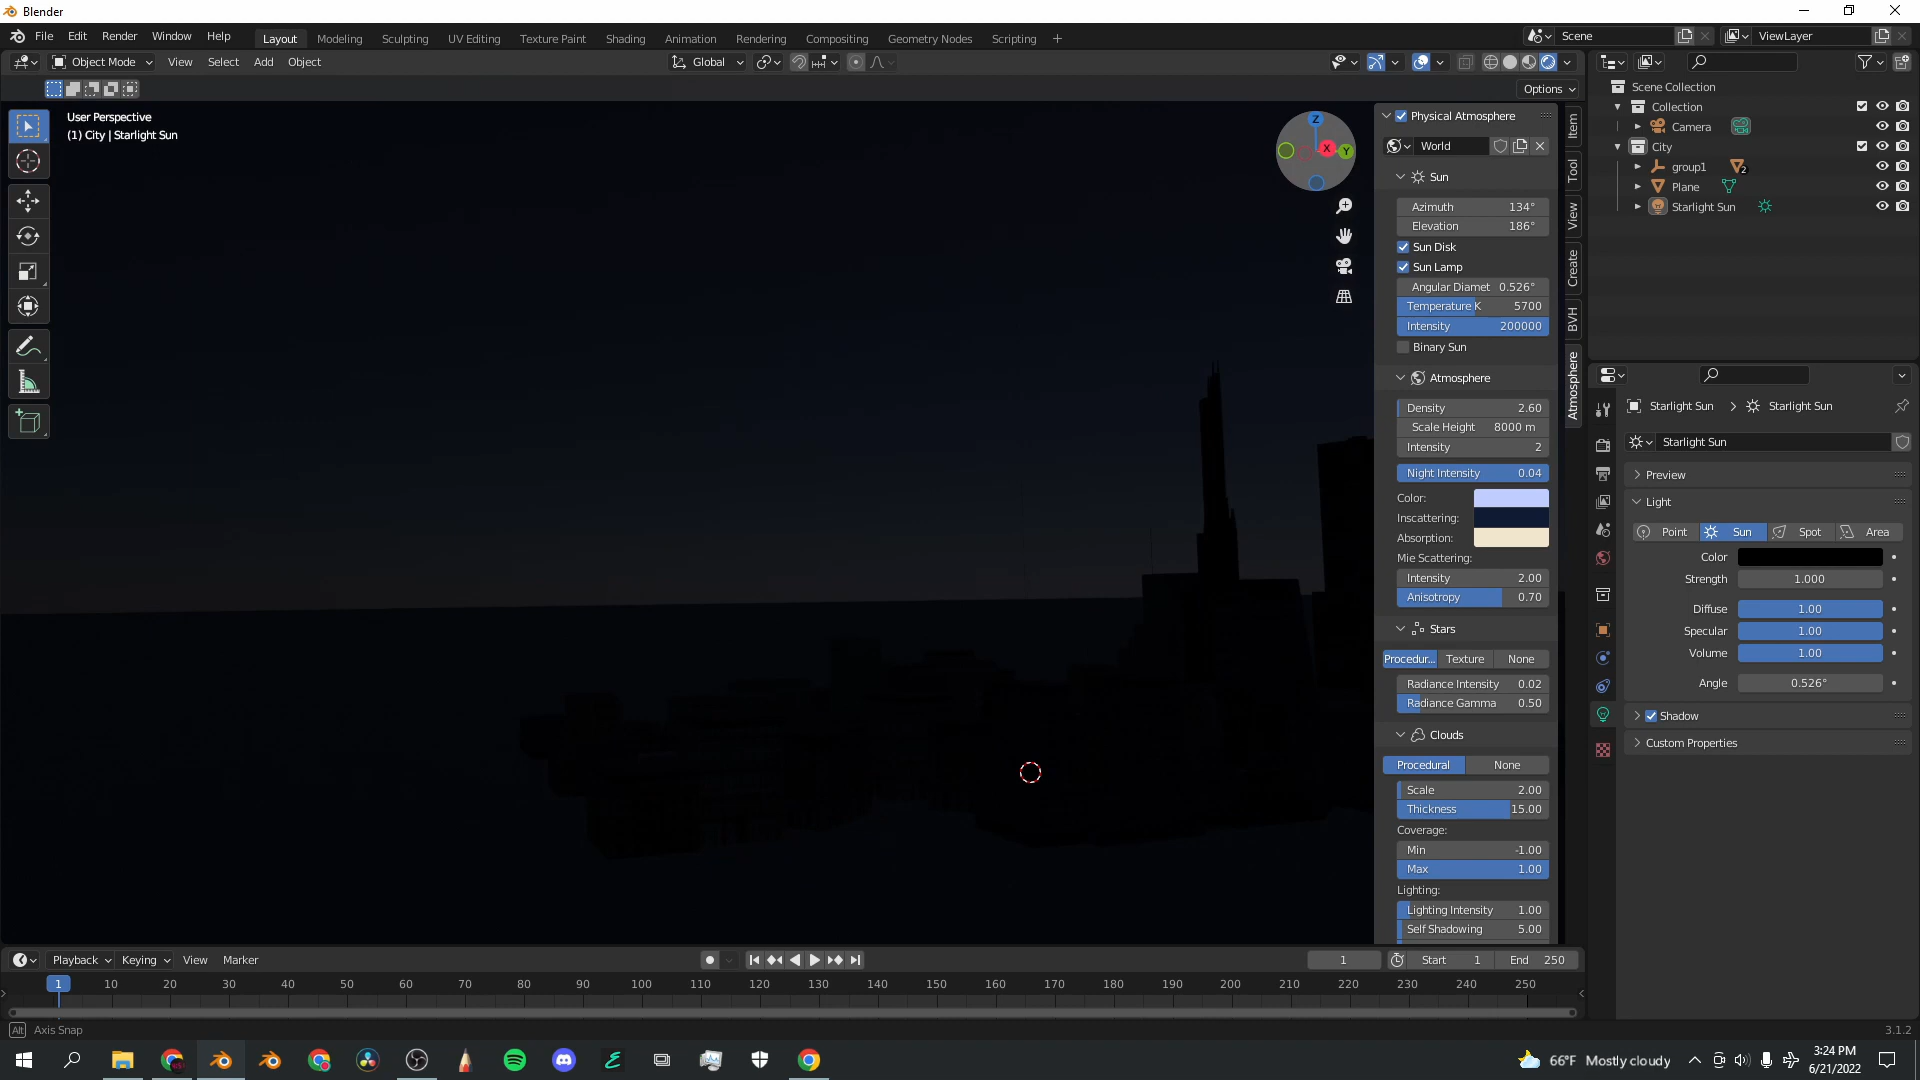 Blender
File Edit Render Window Help
Layout Modeling Sculpting UV Editing Texture Paint Shading Animation Rendering Compositing Geometry Nodes Scripting +
Scene
ViewLayer
Object Mode View Select Add Object
Global
Options
User Perspective
(1) City | Starlight Sun
Z
X
Y
Item
Tool
View
Create
BVH
Atmosphere
Physical Atmosphere
World
Sun
Azimuth 134°
Elevation 186°
Sun Disk
Sun Lamp
Angular Diamet 0.526°
Temperature K 5700
Intensity 200000
Binary Sun
Atmosphere
Density 2.60
Scale Height 8000 m
Intensity 2
Night Intensity 0.04
Color:
Inscattering:
Absorption:
Mie Scattering:
Intensity 2.00
Anisotropy 0.70
Stars
Procedur... Texture None
Radiance Intensity 0.02
Radiance Gamma 0.50
Clouds
Procedural None
Scale 2.00
Thickness 15.00
Coverage:
Min -1.00
Max 1.00
Lighting:
Lighting Intensity 1.00
Self Shadowing 5.00
Scene Collection
Collection
Camera
City
group1 2
Plane
Starlight Sun
Starlight Sun > Starlight Sun
Starlight Sun
Preview
Light
Point Sun Spot Area
Color
Strength 1.000
Diffuse 1.00
Specular 1.00
Volume 1.00
Angle 0.526°
Shadow
Custom Properties
Playback Keying View Marker
1 Start 1 End 250
1 10 20 30 40 50 60 70 80 90 100 110 120 130 140 150 160 170 180 190 200 210 220 230 240 250
Alt Axis Snap
3.1.2
66°F Mostly cloudy
3:24 PM
6/21/2022